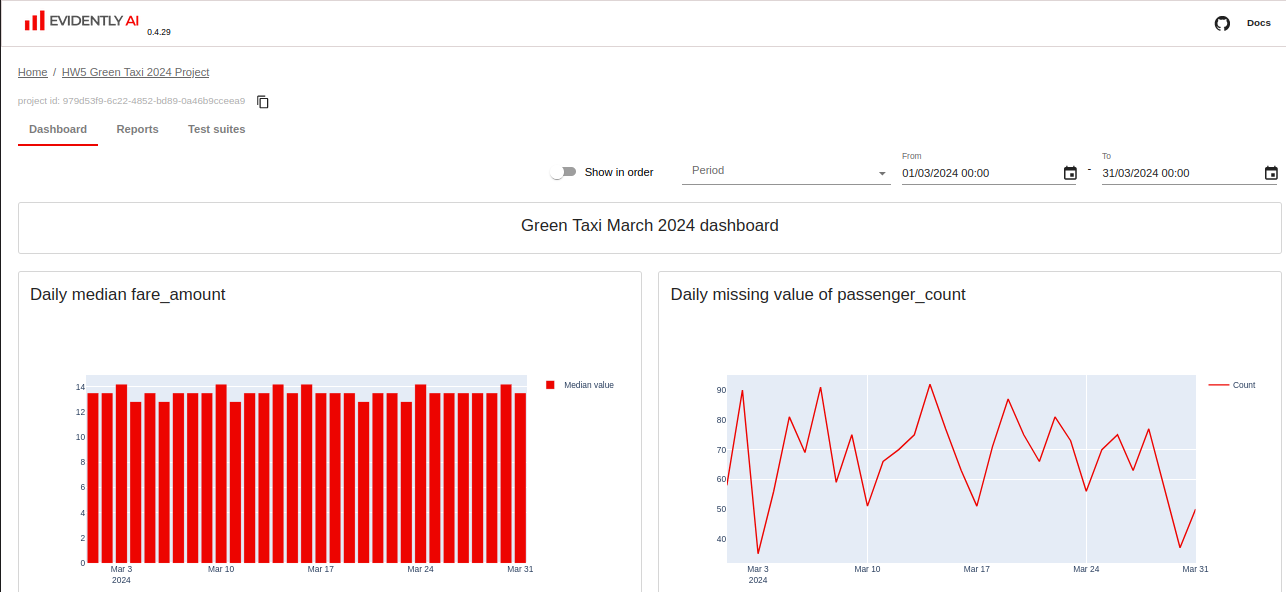 EVIDENTLY AI 0.4.29
Docs
Home / HW5 Green Taxi 2024 Project
project id: 979d53f9-6c22-4852-bd89-0a46b9cceea9
Dashboard Reports Test suites
Show in order
Period
From
01/03/2024 00:00
-
To
31/03/2024 00:00
Green Taxi March 2024 dashboard
Daily median fare_amount
14
12
10
8
6
4
2
0
Mar 3
2024
Mar 10
Mar 17
Mar 24
Mar 31
Median value
Daily missing value of passenger_count
90
80
70
60
50
40
Mar 3
2024
Mar 10
Mar 17
Mar 24
Mar 31
Count